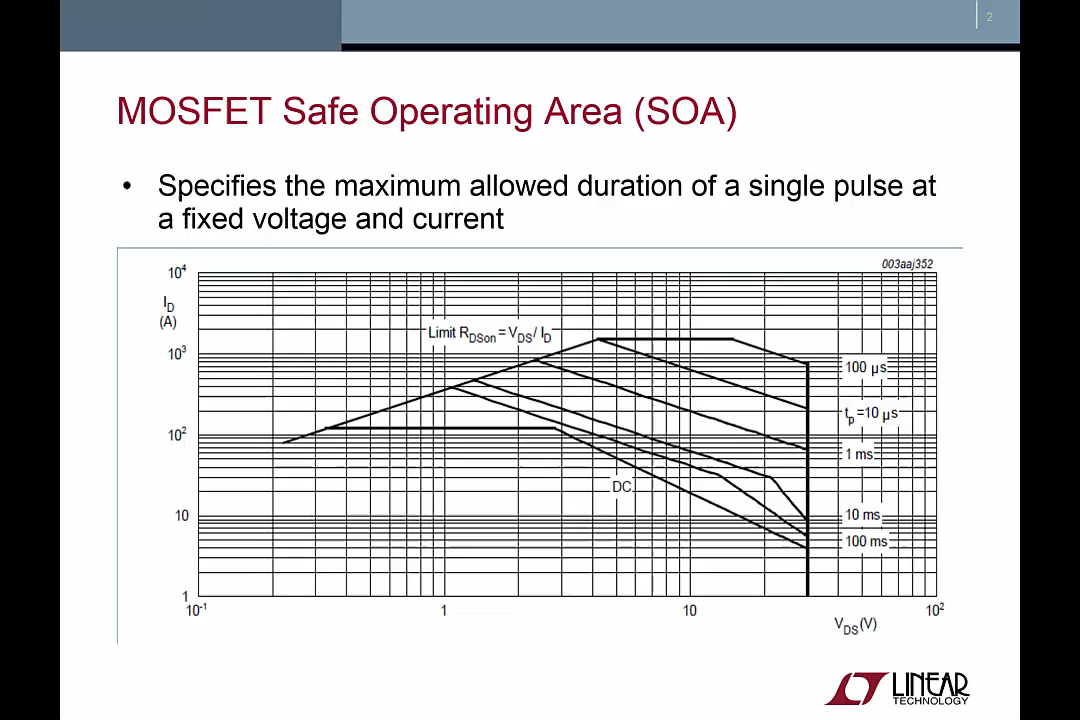 2
MOSFET Safe Operating Area (SOA)
• Specifies the maximum allowed duration of a single pulse at
a fixed voltage and current
003aaj352
10⁴
I_D
(A)
Limit R_DSon = V_DS / I_D
10³
100 µs
t_p =10 µs
10²
1 ms
DC
10
10 ms
100 ms
1
10⁻¹ 1 10 10²
V_DS (V)
LINEAR
TECHNOLOGY